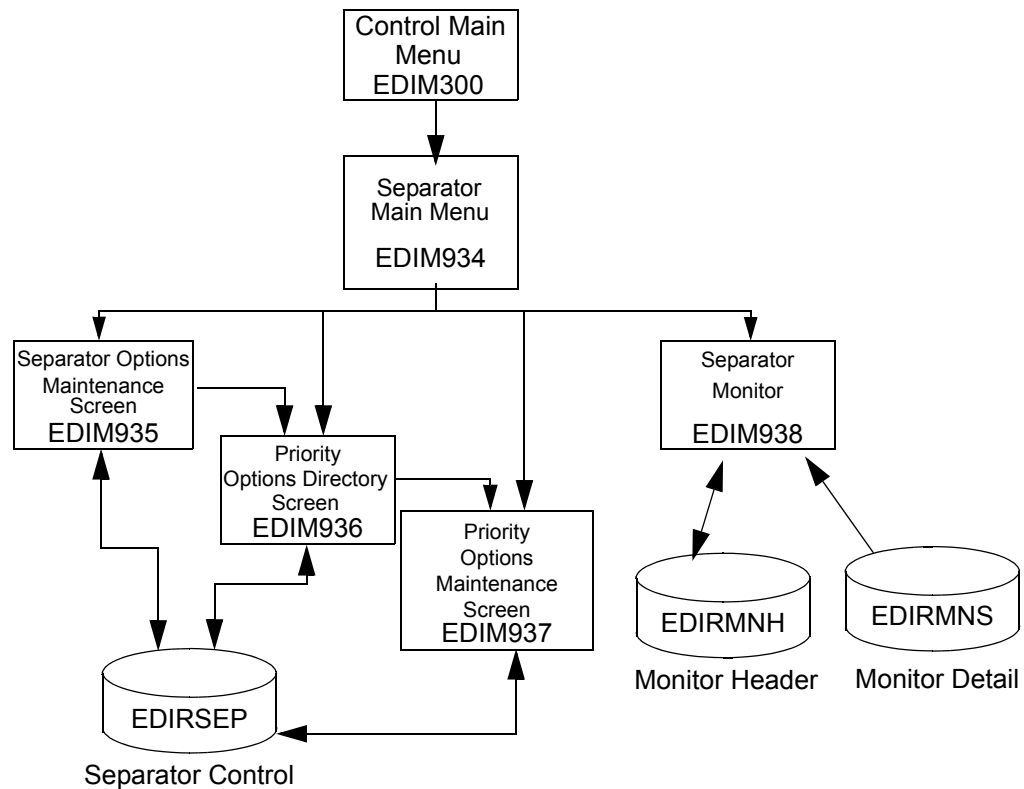 Control Main
Menu
EDIM300
Separator
Main Menu
EDIM934
Separator Options
Maintenance
Screen
EDIM935
Priority
Options Directory
Screen
EDIM936
Priority
Options
Maintenance
Screen
EDIM937
Separator
Monitor
EDIM938
EDIRSEP
Separator Control
EDIRMNH
Monitor Header
EDIRMNS
Monitor Detail